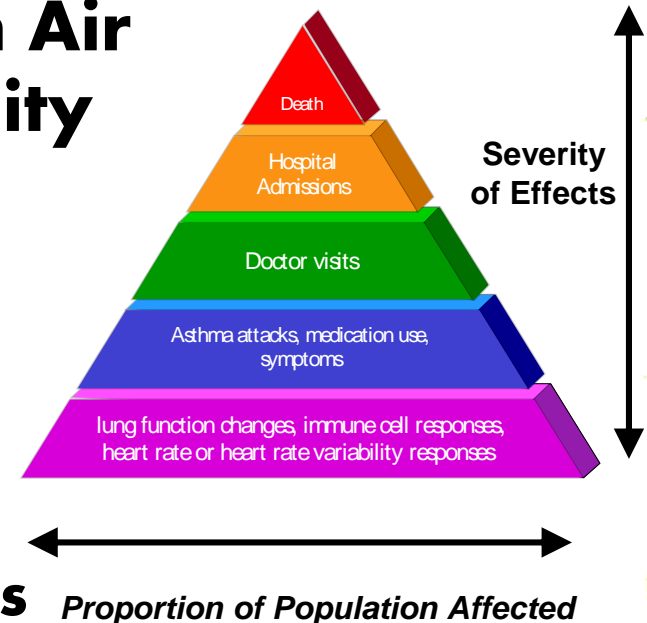 Air
ity
Death
Hospital
Admissions
Severity
of Effects
Doctor visits
Asthma attacks, medication use,
symptoms
lung function changes, immune cell responses,
heart rate or heart rate variability responses
s
Proportion of Population Affected